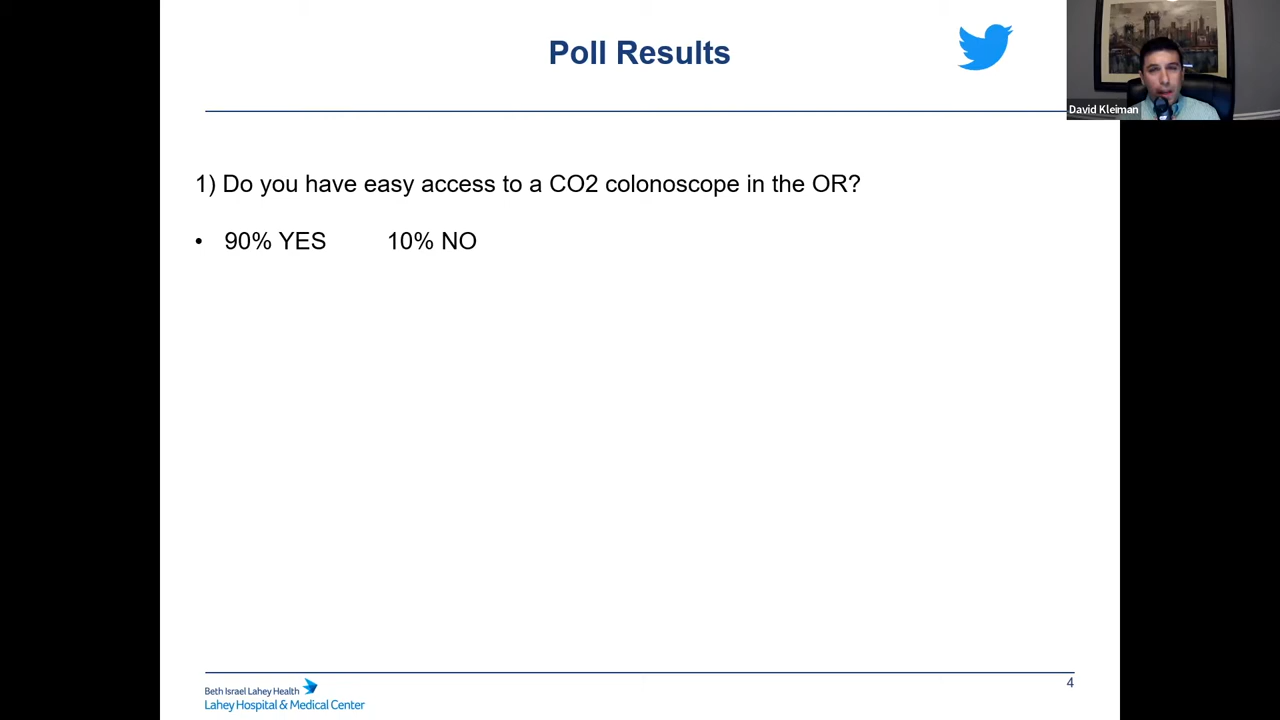 Poll Results
David Kleiman
1) Do you have easy access to a CO2 colonoscope in the OR?
• 90% YES 10% NO
4
Beth Israel Lahey Health
Lahey Hospital & Medical Center